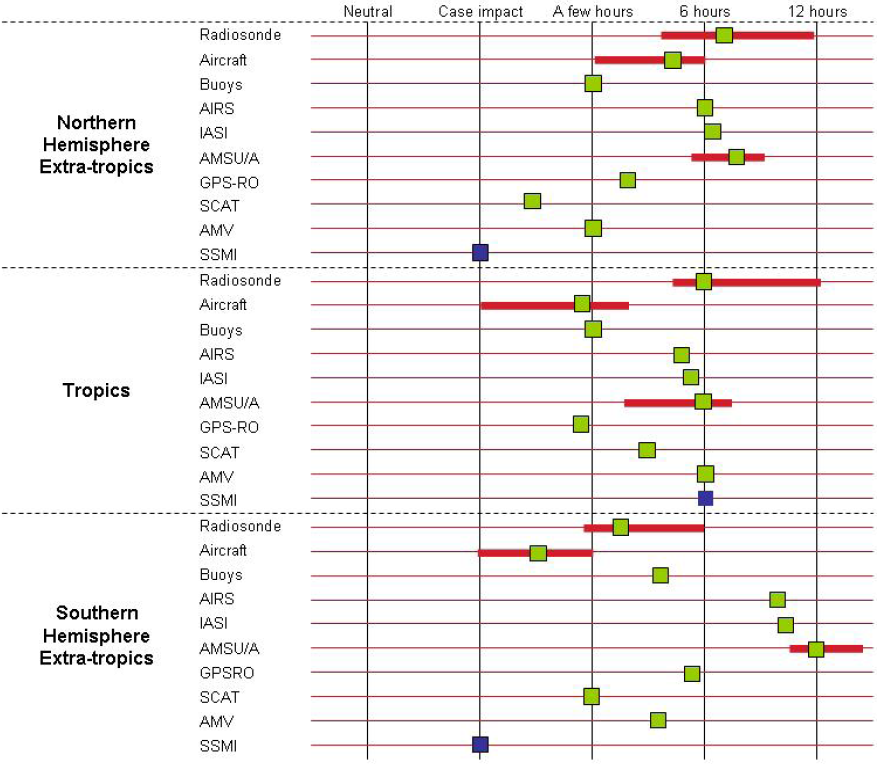 Neutral Case impact A few hours 6 hours 12 hours
Northern
Hemisphere
Extra-tropics
Radiosonde
Aircraft
Buoys
AIRS
IASI
AMSU/A
GPS-RO
SCAT
AMV
SSMI
Tropics
Radiosonde
Aircraft
Buoys
AIRS
IASI
AMSU/A
GPS-RO
SCAT
AMV
SSMI
Southern
Hemisphere
Extra-tropics
Radiosonde
Aircraft
Buoys
AIRS
IASI
AMSU/A
GPSRO
SCAT
AMV
SSMI